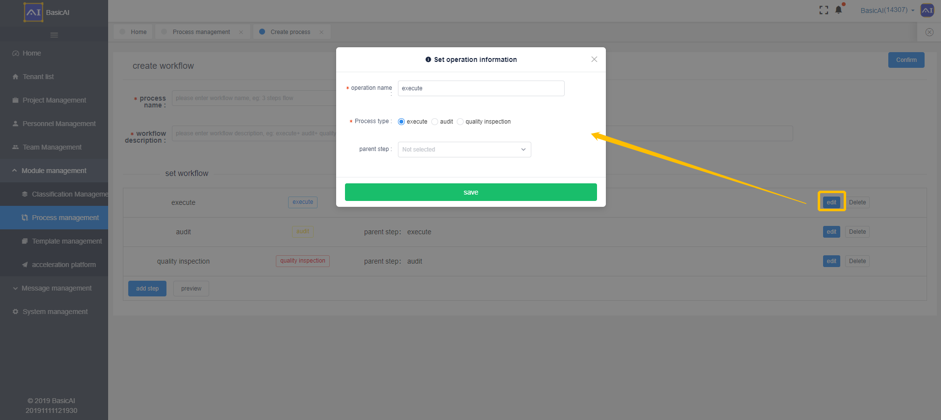 AI BasicAI
BasicAI(14307)
AI
Home
Process management
Create process
Home
Tenant list
Project Management
Personnel Management
Team Management
Module management
Classification Manageme
Process management
Template management
acceleration platform
Message management
System management
© 2019 BasicAI
20191111121930
create workflow
Confirm
* process name :
please enter workflow name, eg: 3 class flow
* workflow description :
please enter workflow description, eg: execute> audit> quality
set workflow
execute
execute
edit
Delete
audit
audit
parent step: execute
edit
Delete
quality inspection
quality inspection
parent step: audit
edit
Delete
add step
preview
Set operation information
* operation name :
execute
* Process type :
execute
audit
quality inspection
parent step :
Not selected
save